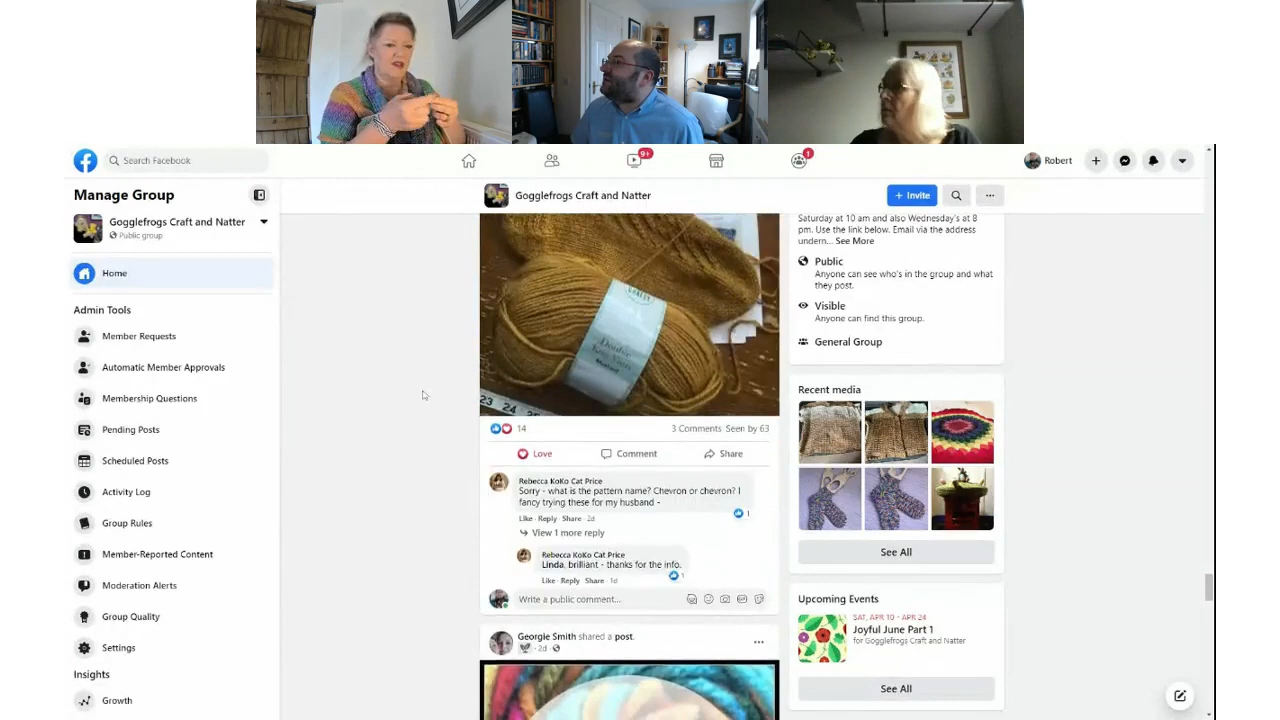 Search Facebook
9+
1
Robert
Manage Group
Gogglefrogs Craft and Natter
Public group
Home
Admin Tools
Member Requests
Automatic Member Approvals
Membership Questions
Pending Posts
Scheduled Posts
Activity Log
Group Rules
Member-Reported Content
Moderation Alerts
Group Quality
Settings
Insights
Growth
Gogglefrogs Craft and Natter
+ Invite
Double
Knit Yarn
23 24 25
14
3 Comments Seen by 63
Love
Comment
Share
Rebecca KoKo Cat Price
Sorry - what is the pattern name? Chevron or chevron? I
fancy trying these for my husband -
1
Like · Reply · Share · 2d
View 1 more reply
Rebecca KoKo Cat Price
Linda, brilliant - thanks for the info.
1
Like · Reply · Share · 1d
Write a public comment...
Georgie Smith shared a post.
· 2d ·
Saturday at 10 am and also Wednesday's at 8
pm. Use the link below. Email via the address
undern... See More
Public
Anyone can see who's in the group and what
they post.
Visible
Anyone can find this group.
General Group
Recent media
See All
Upcoming Events
SAT, APR 10 - APR 24
Joyful June Part 1
for Gogglefrogs Craft and Natter
See All